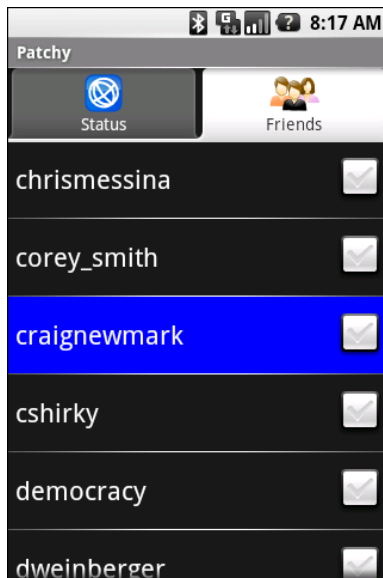 8:17 AM
Patchy
Status
Friends
chrismessina
corey_smith
craignewmark
cshirky
democracy
dweinberger